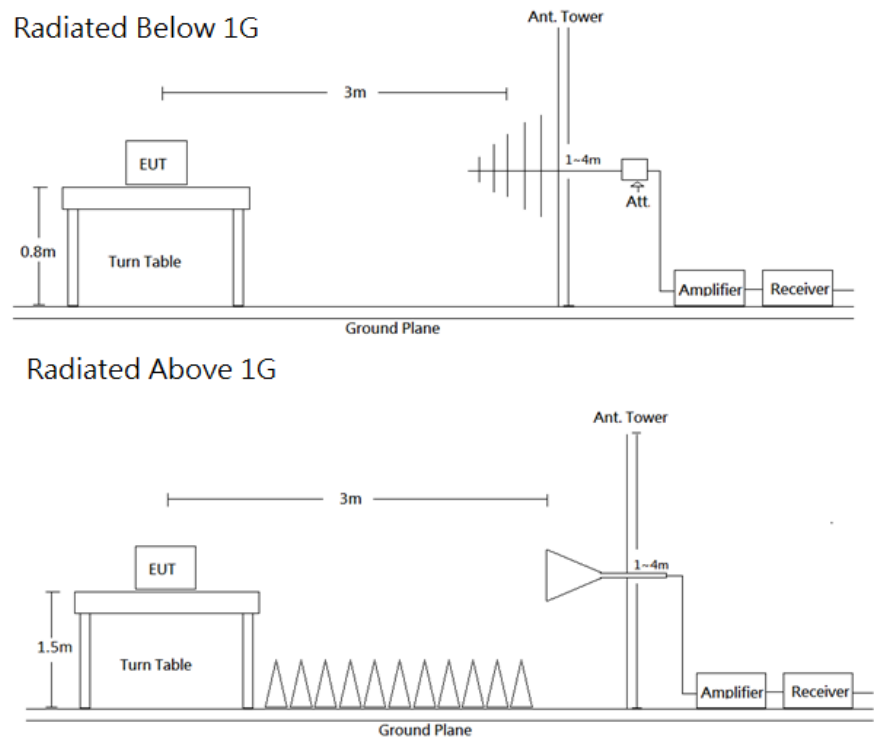 Radiated Below 1G
Ant. Tower
3m
EUT
1~4m
Att.
0.8m
Turn Table
Amplifier
Receiver
Ground Plane
Radiated Above 1G
Ant. Tower
3m
EUT
1~4m
1.5m
Turn Table
Amplifier
Receiver
Ground Plane